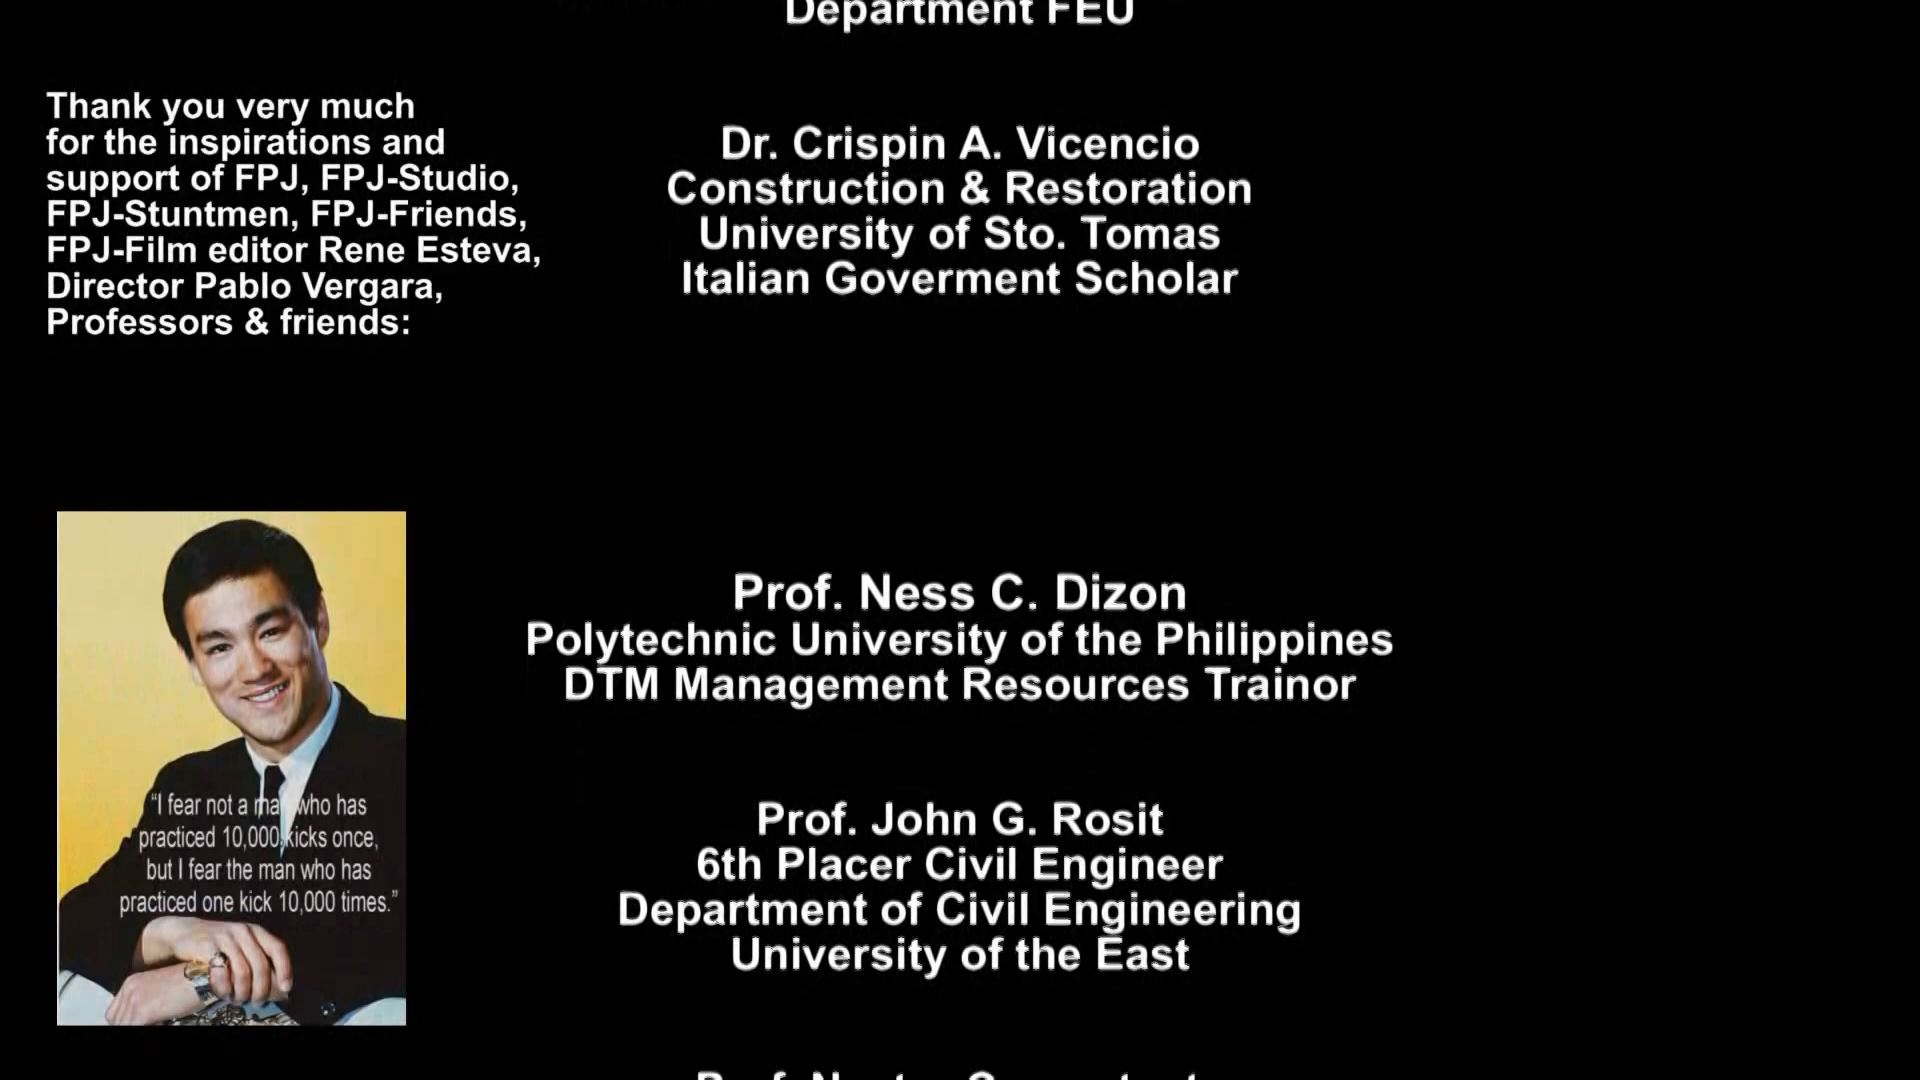 Department FEU
Thank you very much
for the inspirations and
support of FPJ, FPJ-Studio,
FPJ-Stuntmen, FPJ-Friends,
FPJ-Film editor Rene Esteva,
Director Pablo Vergara,
Professors & friends:
Dr. Crispin A. Vicencio
Construction & Restoration
University of Sto. Tomas
Italian Goverment Scholar
Prof. Ness C. Dizon
Polytechnic University of the Philippines
DTM Management Resources Trainor
Prof. John G. Rosit
6th Placer Civil Engineer
Department of Civil Engineering
University of the East
“I fear not a man who has
practiced 10,000 kicks once,
but I fear the man who has
practiced one kick 10,000 times.”
Prof.